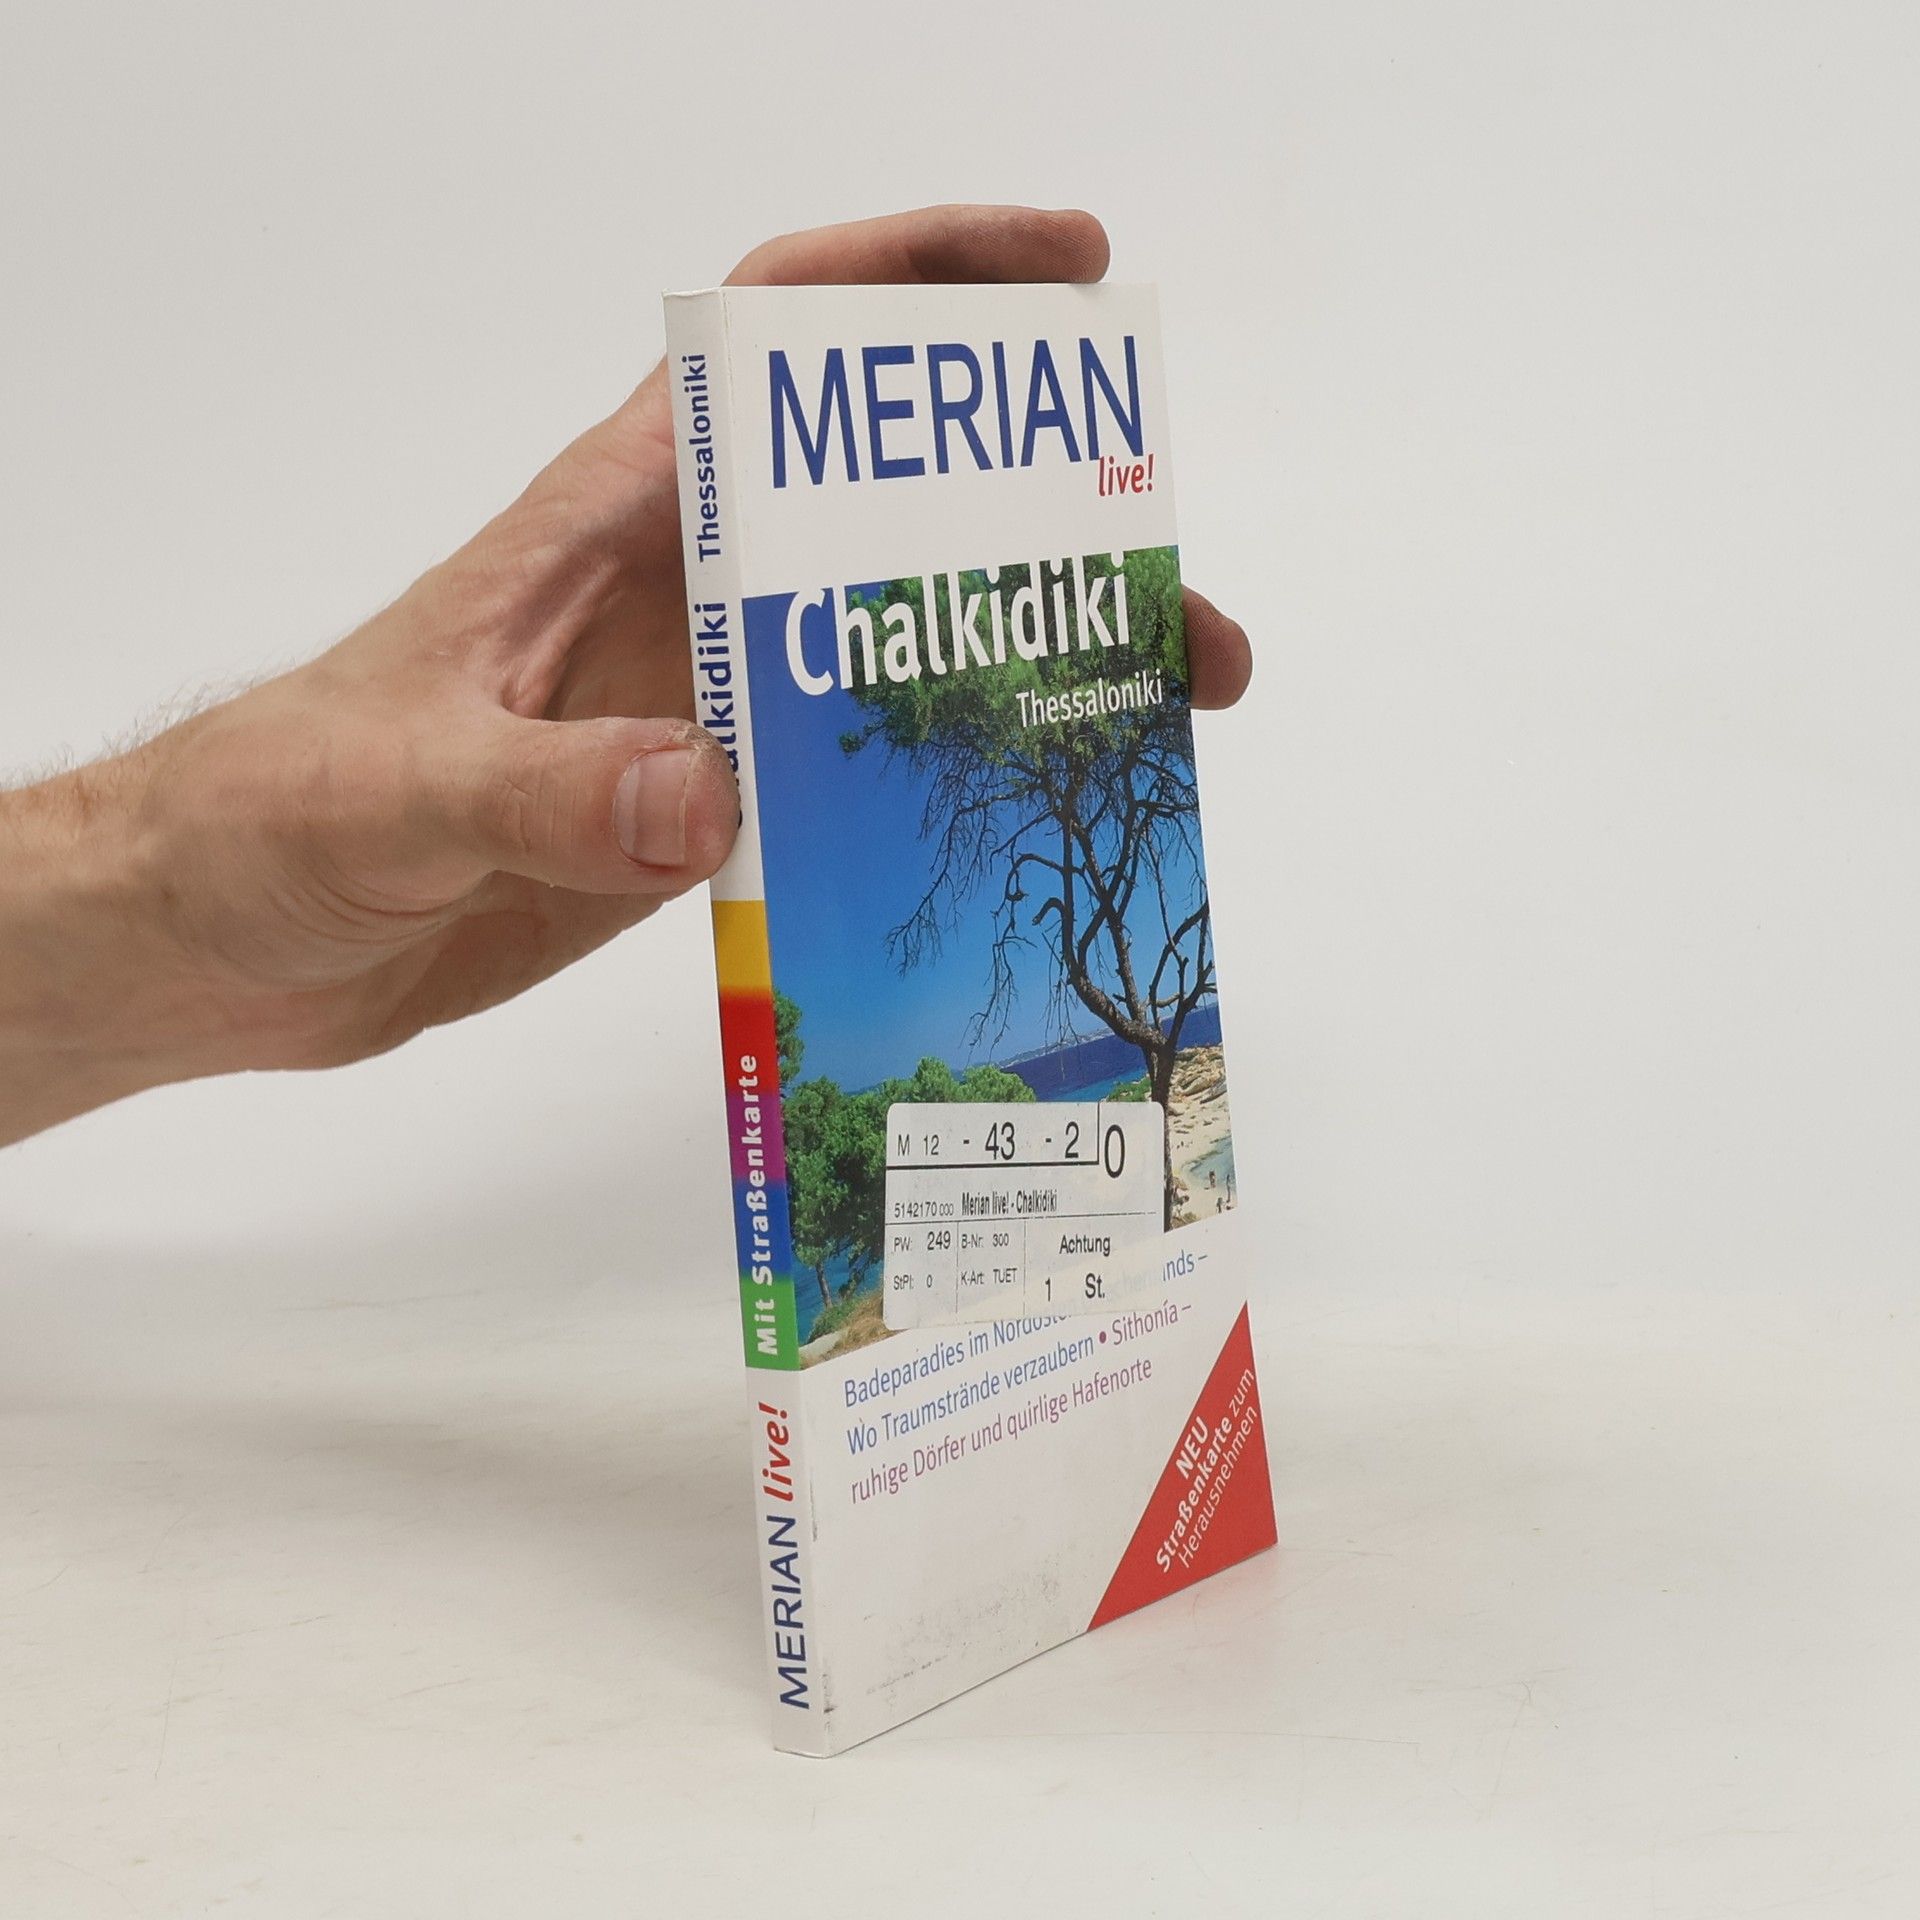 MERIAN
live!
Chalkidiki
Thessaloniki
M 12 - 43 - 2 0
5142170 000 Merian live! - Chalkidiki
PW: 249 B-Nr: 300 Achtung
StPl: 0 K-Art: TUET 1 St.
Badeparadies im Nordosten –
Wo Traumstrände verzaubern • Sithonía –
ruhige Dörfer und quirlige Hafenorte
NEU
Straßenkarte zum
Herausnehmen
Thessaloniki
MERIAN live!
Mit Straßenkarte